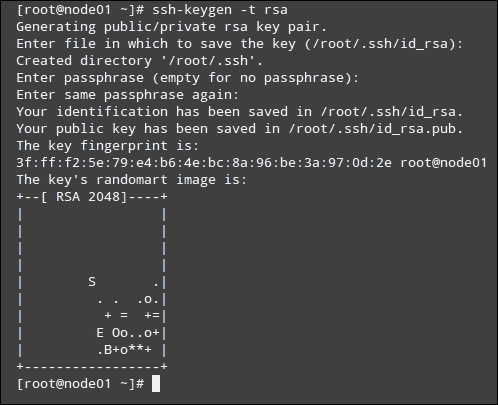 [root@node01 ~]# ssh-keygen -t rsa
Generating public/private rsa key pair.
Enter file in which to save the key (/root/.ssh/id_rsa):
Created directory '/root/.ssh'.
Enter passphrase (empty for no passphrase):
Enter same passphrase again:
Your identification has been saved in /root/.ssh/id_rsa.
Your public key has been saved in /root/.ssh/id_rsa.pub.
The key fingerprint is:
3f:ff:f2:5e:79:e4:b6:4e:bc:8a:96:be:3a:97:0d:2e root@node01
The key's randomart image is:
+--[ RSA 2048]----+
|                 |
|                 |
|                 |
|                 |
|        S       .|
|         . .  .o.|
|          + =  +=|
|         E Oo..o+|
|         .B+o**+ |
+-----------------+
[root@node01 ~]#